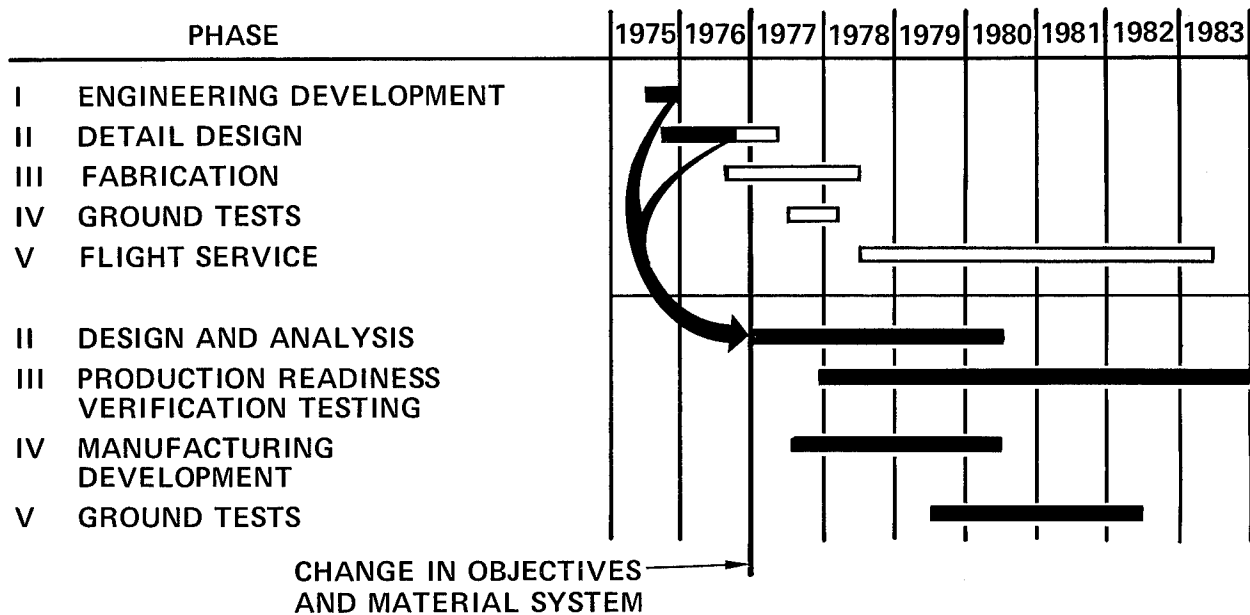 PHASE 1975 1976 1977 1978 1979 1980 1981 1982 1983
I ENGINEERING DEVELOPMENT
II DETAIL DESIGN
III FABRICATION
IV GROUND TESTS
V FLIGHT SERVICE
II DESIGN AND ANALYSIS
III PRODUCTION READINESS
VERIFICATION TESTING
IV MANUFACTURING
DEVELOPMENT
V GROUND TESTS
CHANGE IN OBJECTIVES
AND MATERIAL SYSTEM